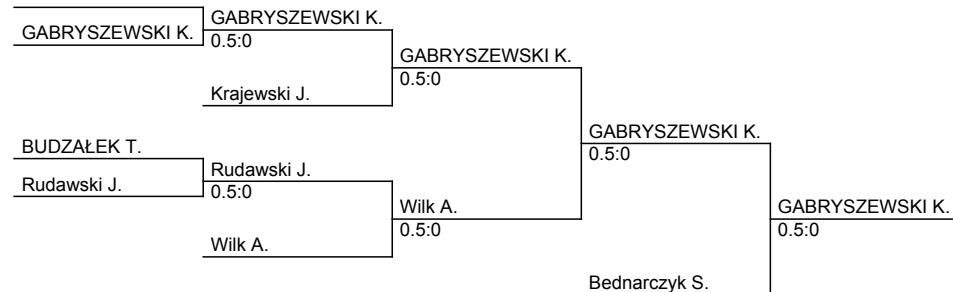 GABRYSZEWSKI K.
GABRYSZEWSKI K.
0.5:0
Krajewski J.
GABRYSZEWSKI K.
0.5:0
BUDZAŁEK T.
Rudawski J.
Rudawski J.
0.5:0
Wilk A.
Wilk A.
0.5:0
GABRYSZEWSKI K.
0.5:0
Bednarczyk S.
GABRYSZEWSKI K.
0.5:0